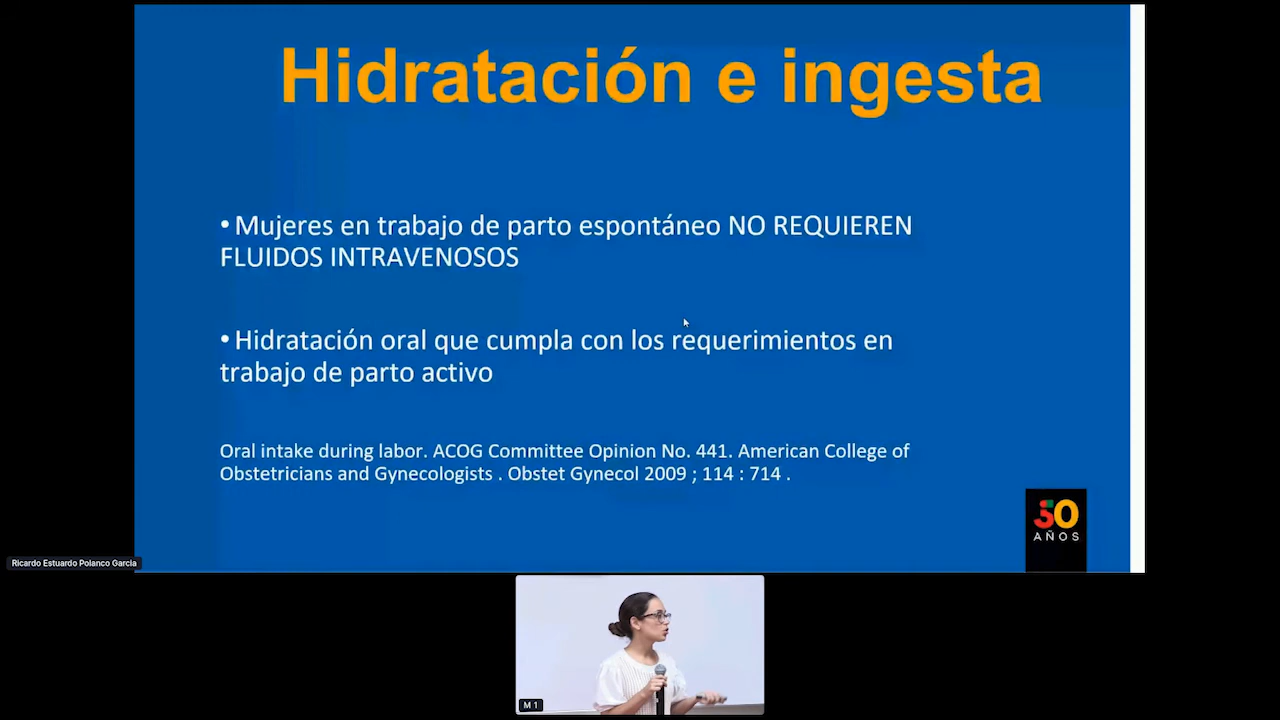 Hidratación e ingesta
• Mujeres en trabajo de parto espontáneo NO REQUIEREN
FLUIDOS INTRAVENOSOS
• Hidratación oral que cumpla con los requerimientos en
trabajo de parto activo
Oral intake during labor. ACOG Committee Opinion No. 441. American College of
Obstetricians and Gynecologists . Obstet Gynecol 2009 ; 114 : 714 .
50
AÑOS
Ricardo Estuardo Polanco Garcia
M 1